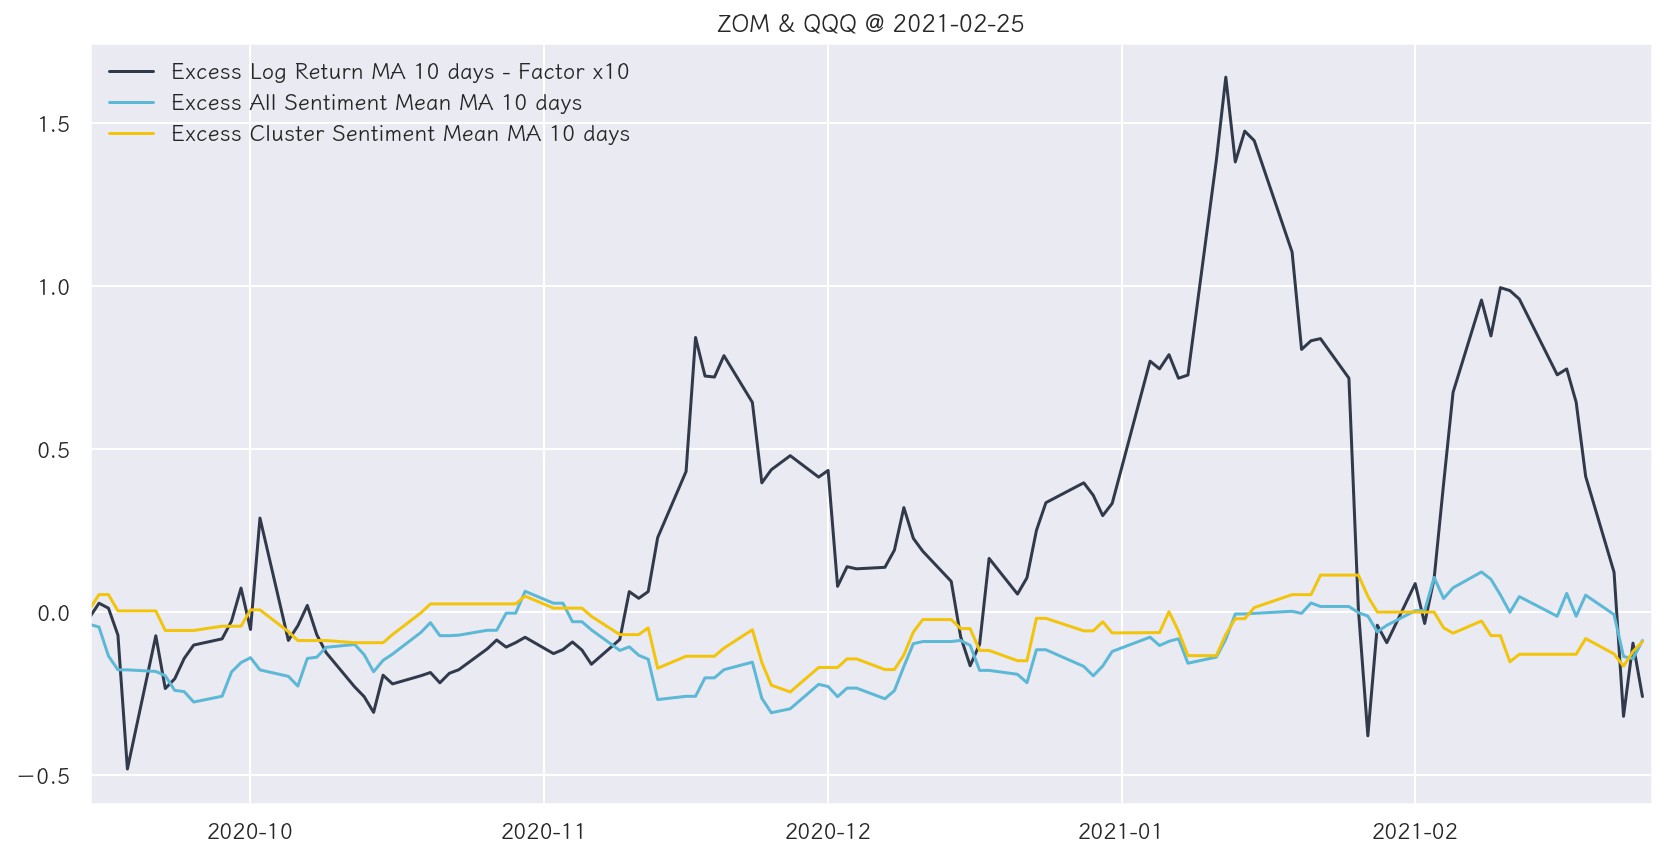 ZOM & QQQ @ 2021-02-25
Excess Log Return MA 10 days - Factor x10
Excess All Sentiment Mean MA 10 days
Excess Cluster Sentiment Mean MA 10 days
1.5
1.0
0.5
0.0
−0.5
2020-10 2020-11 2020-12 2021-01 2021-02